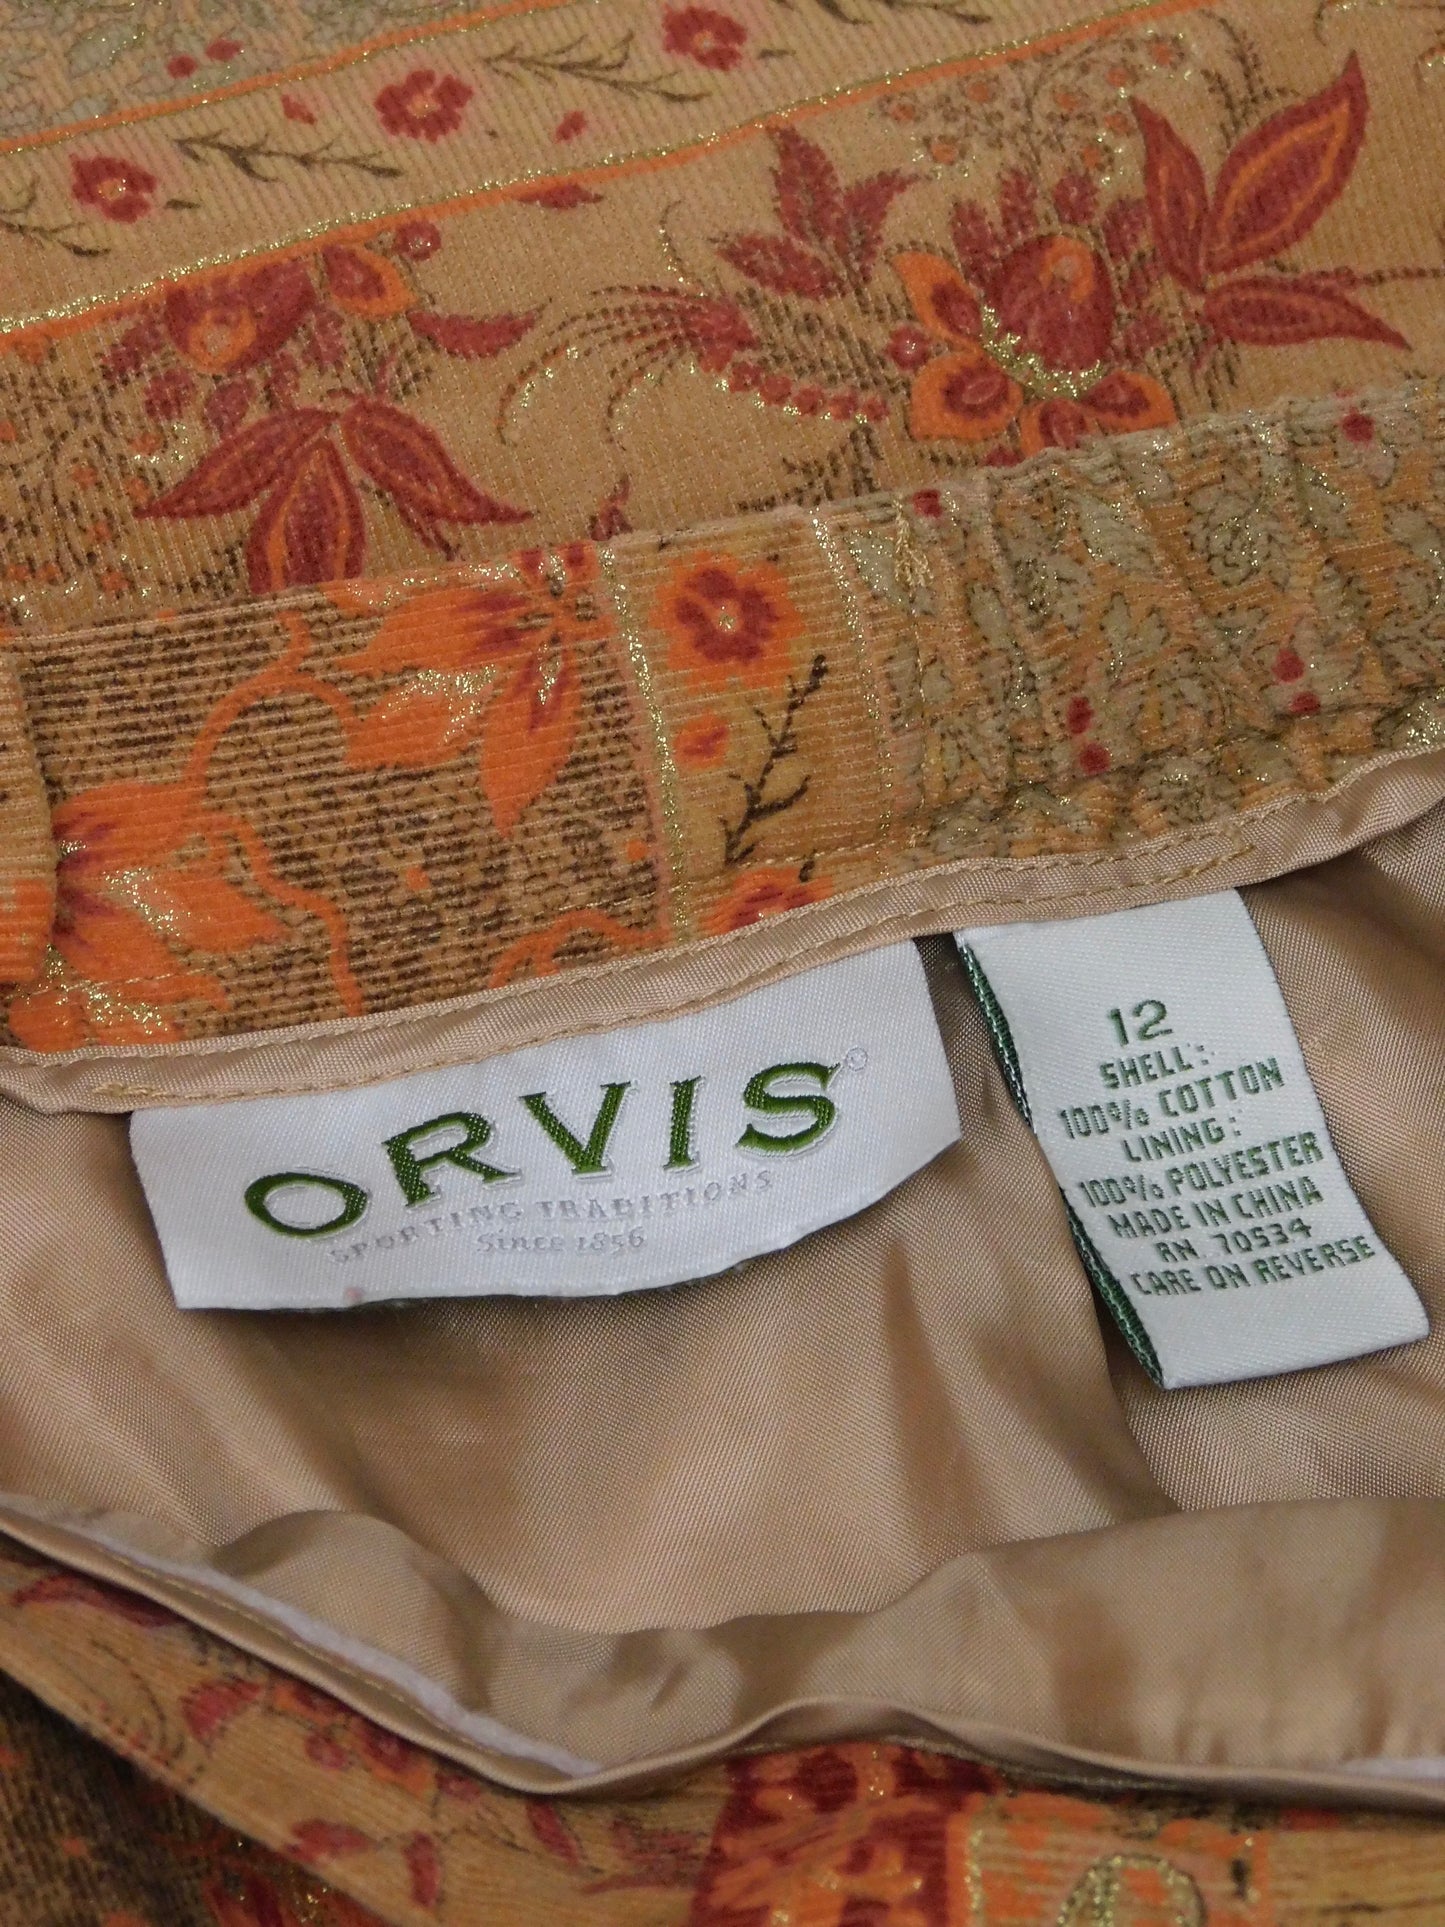 ORVIS®
SPORTING TRADITIONS
Since 1856
12
SHELL:
100% COTTON
LINING:
100% POLYESTER
MADE IN CHINA
RN. 70534
CARE ON REVERSE